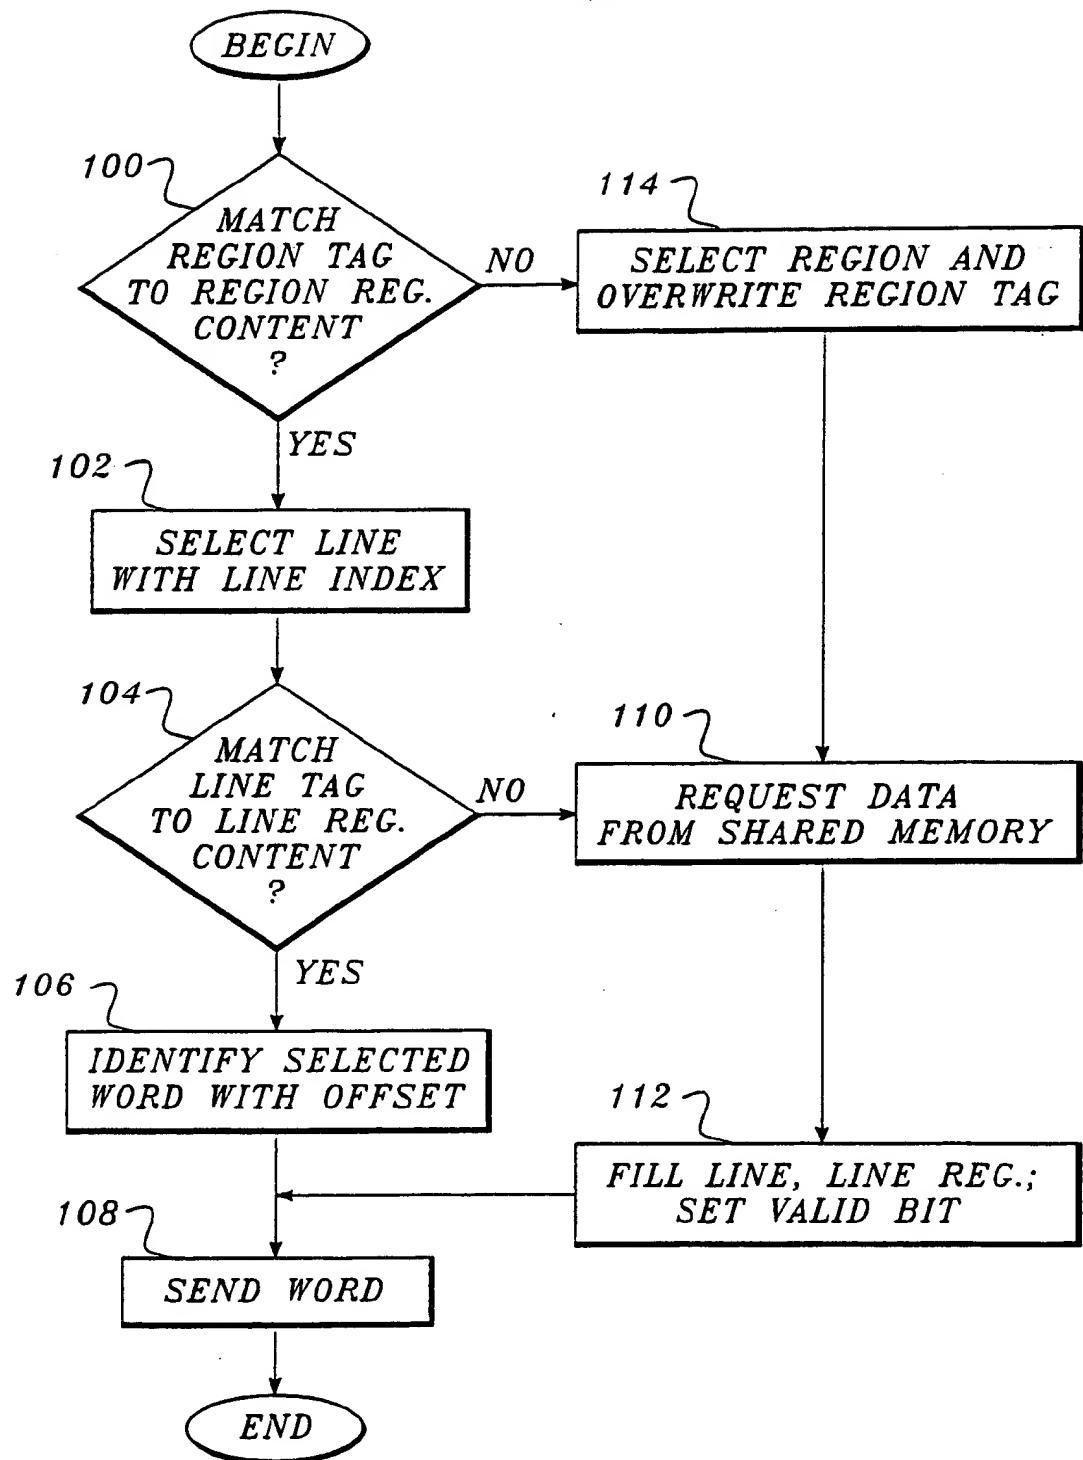 BEGIN
100
MATCH
REGION TAG
TO REGION REG.
CONTENT
?
NO
114
SELECT REGION AND
OVERWRITE REGION TAG
YES
102
SELECT LINE
WITH LINE INDEX
104
MATCH
LINE TAG
TO LINE REG.
CONTENT
?
NO
110
REQUEST DATA
FROM SHARED MEMORY
YES
106
IDENTIFY SELECTED
WORD WITH OFFSET
112
FILL LINE, LINE REG.;
SET VALID BIT
108
SEND WORD
END